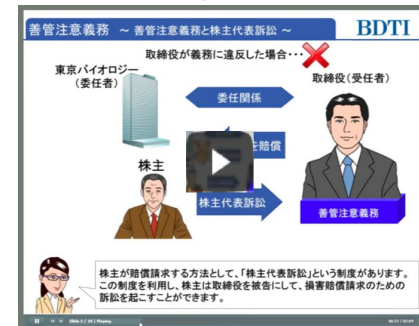 善管注意義務 ~ 善管注意義務と株主代表訴訟 ~
BDTI
取締役が義務に違反した場合・・・
東京バイオロジー
(委任者)
取締役(受任者)
委任関係
を賠償
株主
株主代表訴訟
善管注意義務
株主が賠償請求する方法として、「株主代表訴訟」という制度があります。
この制度を利用し、株主は取締役を被告にして、損害賠償請求のための
訴訟を起こすことができます。